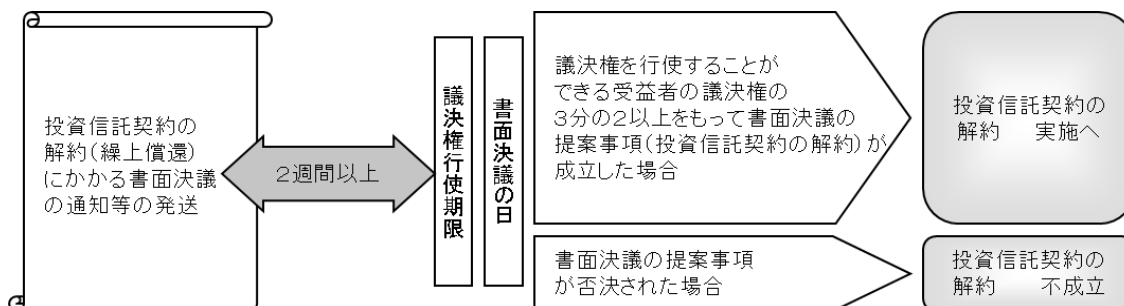 投資信託契約の
解約(繰上償還)
にかかる書面決議
の通知等の発送
2週間以上
議決権行使期限
書面決議の日
議決権を行使することが
できる受益者の議決権の
3分の2以上をもって書面決議の
提案事項(投資信託契約の解約)が
成立した場合
投資信託契約の
解約　実施へ
書面決議の提案事項
が否決された場合
投資信託契約の
解約　不成立